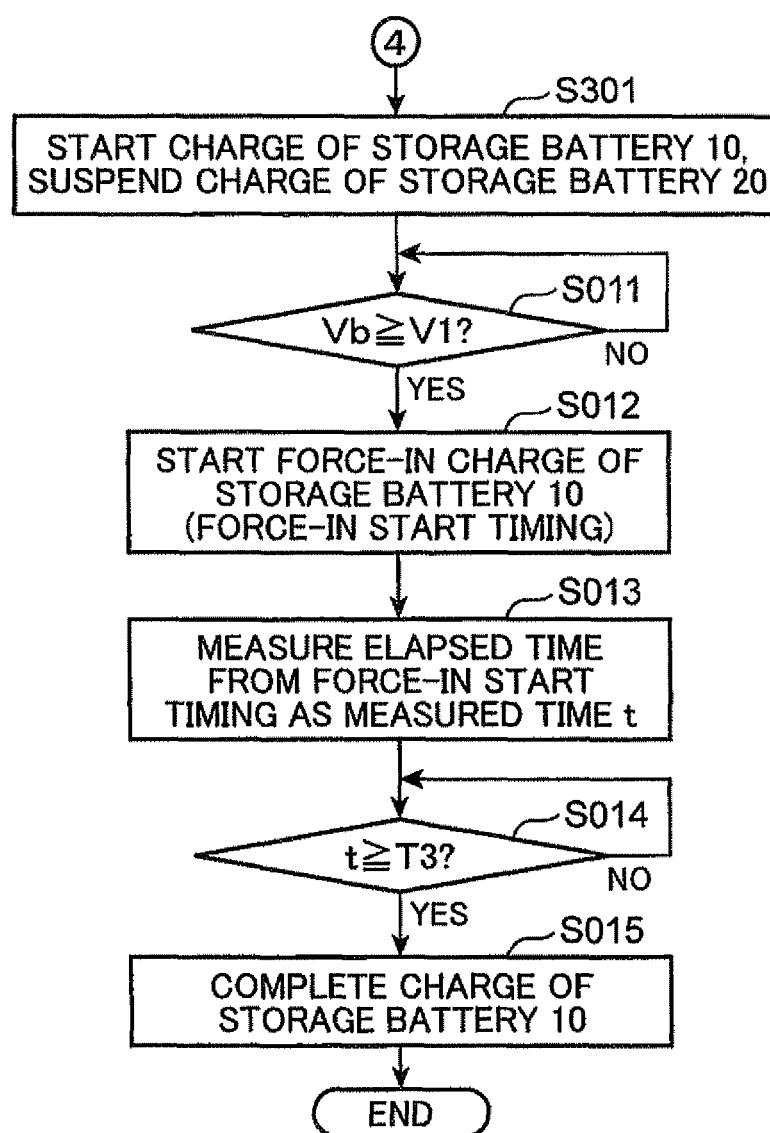 4
S301
START CHARGE OF STORAGE BATTERY 10,
SUSPEND CHARGE OF STORAGE BATTERY 20
S011
Vb≧V1?
NO
YES
S012
START FORCE-IN CHARGE OF
STORAGE BATTERY 10
(FORCE-IN START TIMING)
S013
MEASURE ELAPSED TIME
FROM FORCE-IN START
TIMING AS MEASURED TIME t
S014
t≧T3?
NO
YES
S015
COMPLETE CHARGE OF
STORAGE BATTERY 10
END